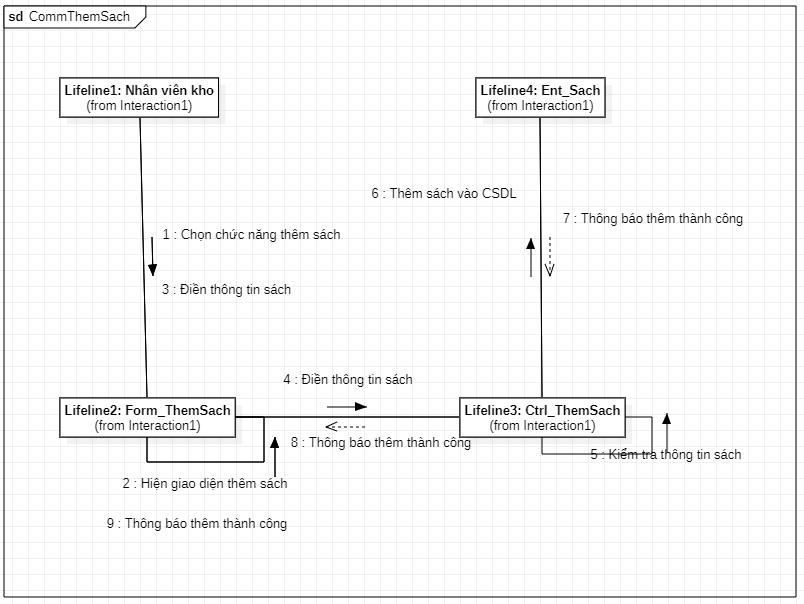 sd CommThemSach
Lifeline1: Nhân viên kho
(from Interaction1)
Lifeline4: Ent_Sach
(from Interaction1)
6 : Thêm sách vào CSDL
7 : Thông báo thêm thành công
1 : Chọn chức năng thêm sách
3 : Điền thông tin sách
4 : Điền thông tin sách
Lifeline2: Form_ThemSach
(from Interaction1)
Lifeline3: Ctrl_ThemSach
(from Interaction1)
8 : Thông báo thêm thành công
5 : Kiểm tra thông tin sách
2 : Hiện giao diện thêm sách
9 : Thông báo thêm thành công